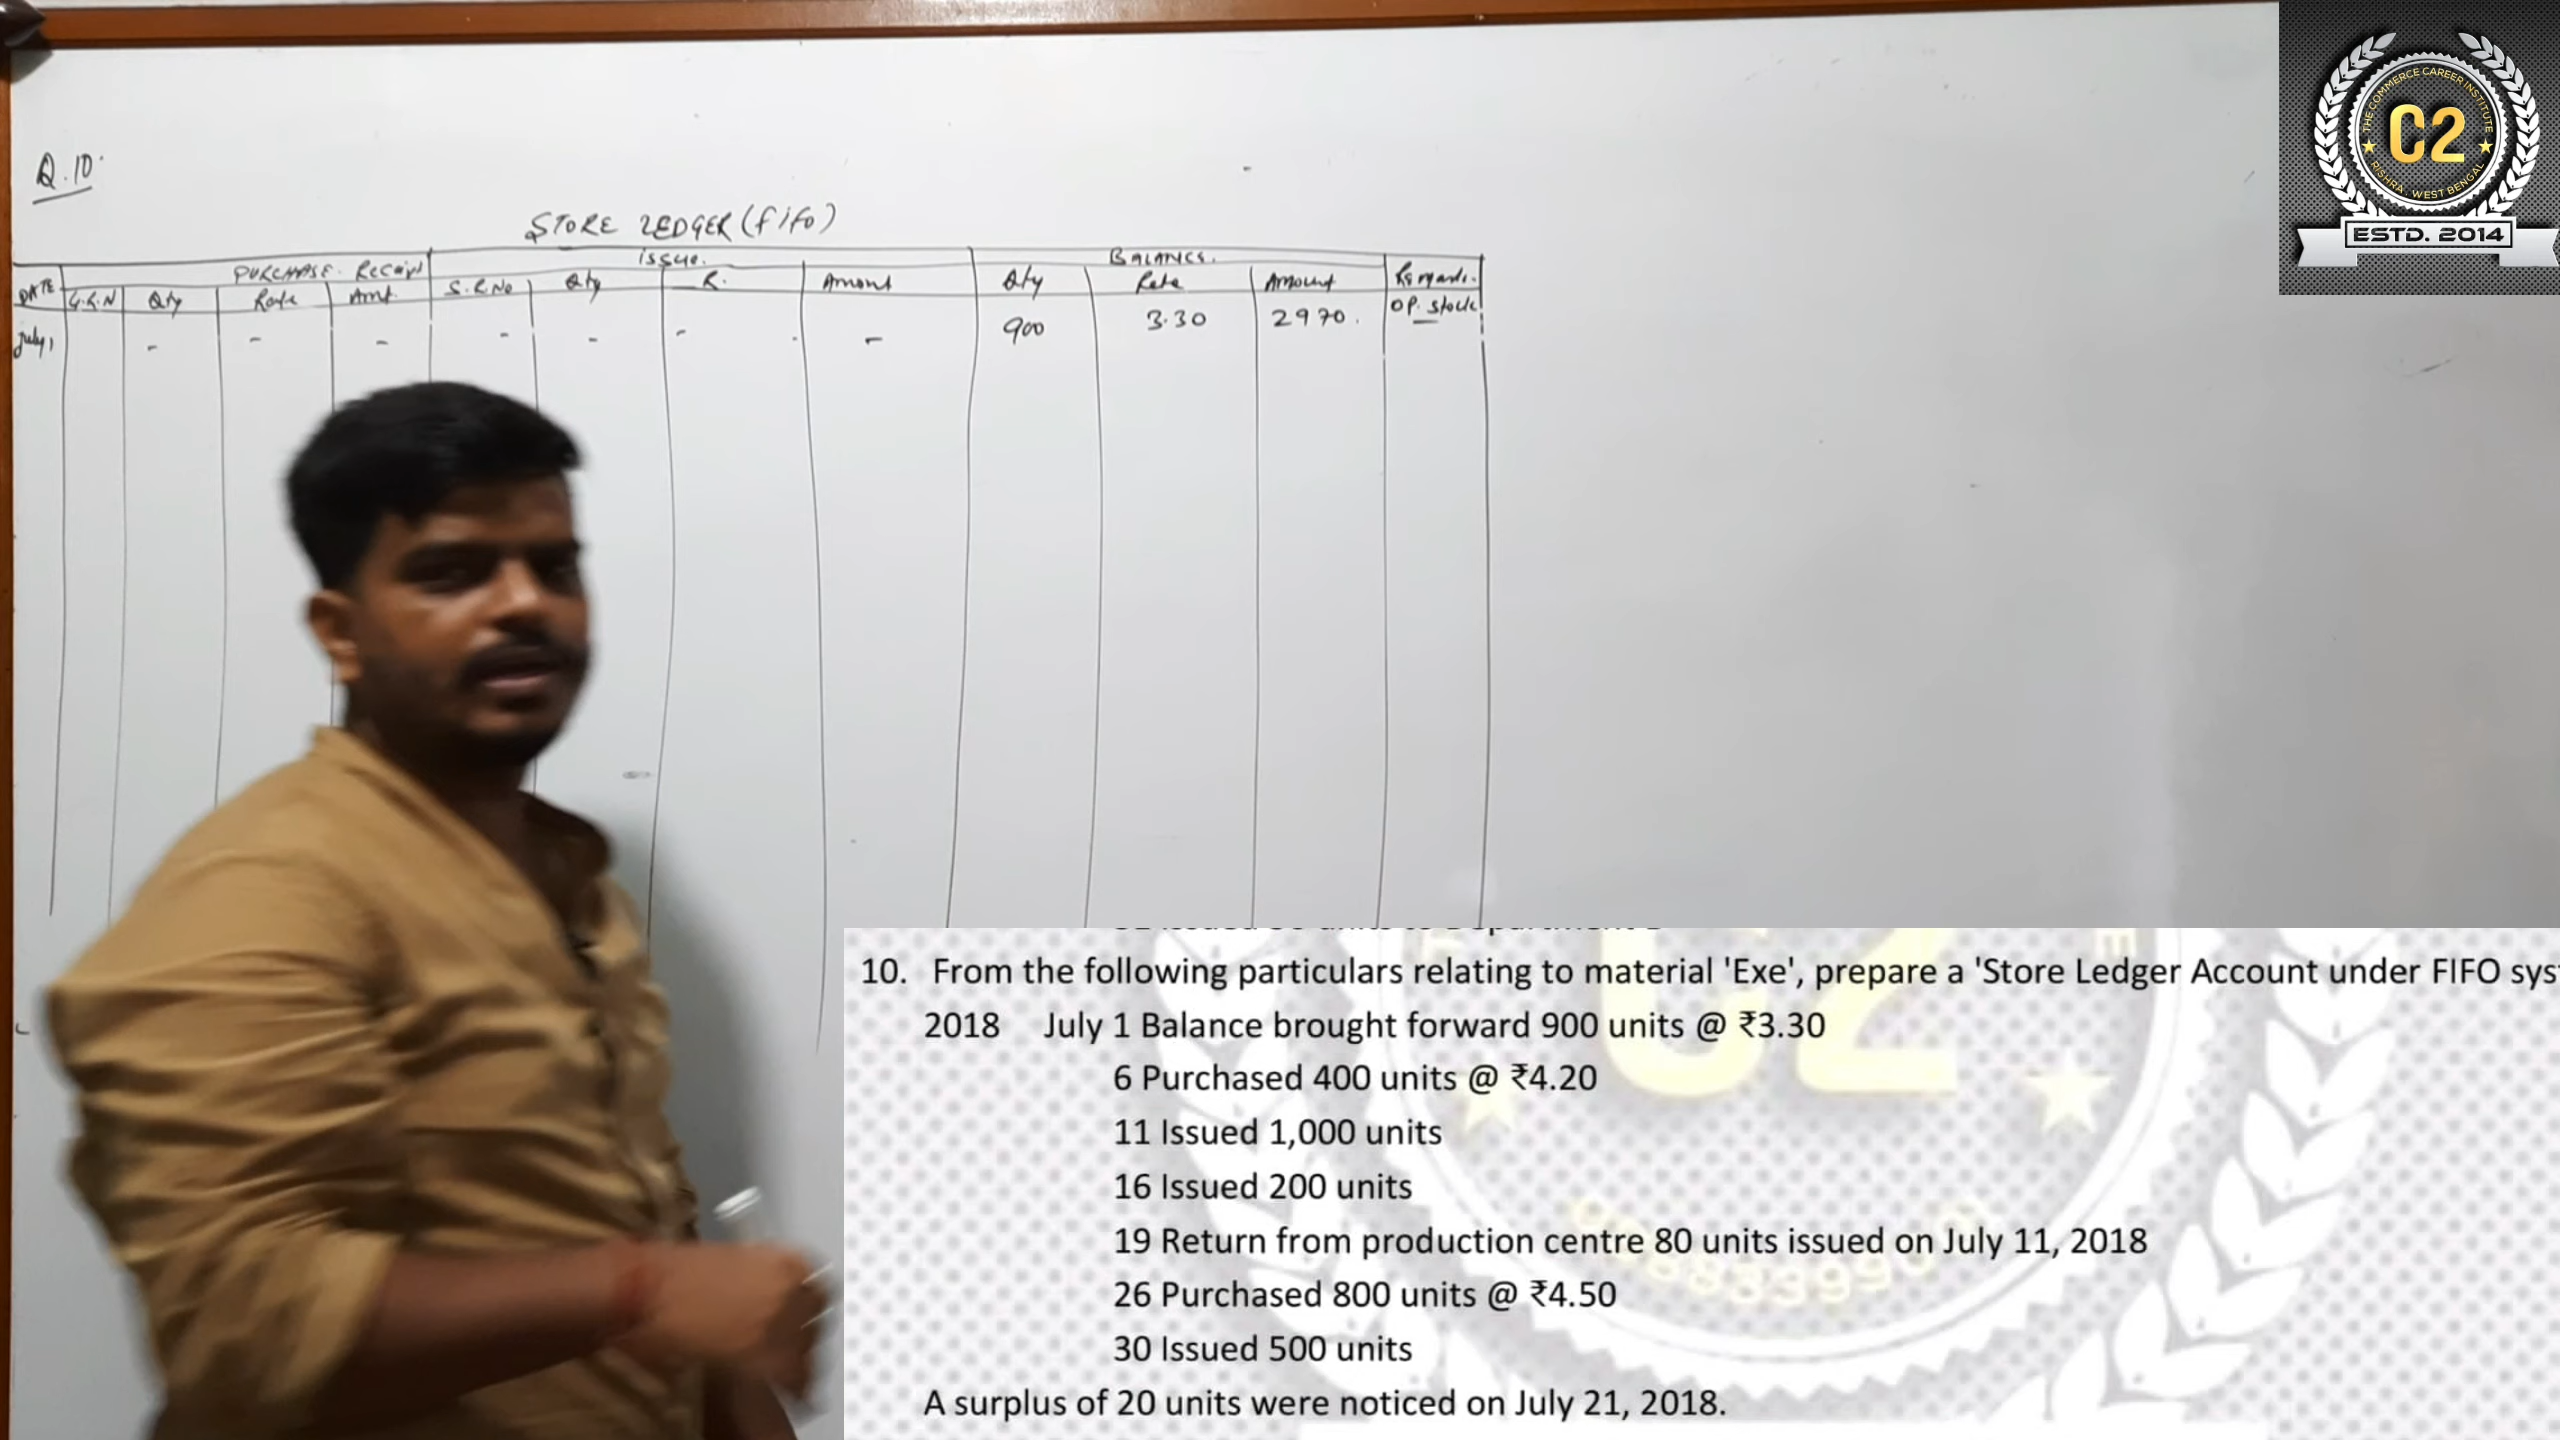 THE COMMERCE CAREER INSTITUTE
C2
RISHRA, WEST BENGAL
ESTD. 2014
Q.10.
STORE LEDGER (FIFO)
DATE PURCHASE. Receipt issue. BALANCE. Remarks.
G.R.N Qty Rate Amt. S.R.No Qty R. Amount Qty Rate Amount
July 1 - - - - - - - 900 3.30 2970. OP. stock
10. From the following particulars relating to material 'Exe', prepare a 'Store Ledger Account under FIFO sys
2018 July 1 Balance brought forward 900 units @ ₹3.30
6 Purchased 400 units @ ₹4.20
11 Issued 1,000 units
16 Issued 200 units
19 Return from production centre 80 units issued on July 11, 2018
26 Purchased 800 units @ ₹4.50
30 Issued 500 units
A surplus of 20 units were noticed on July 21, 2018.